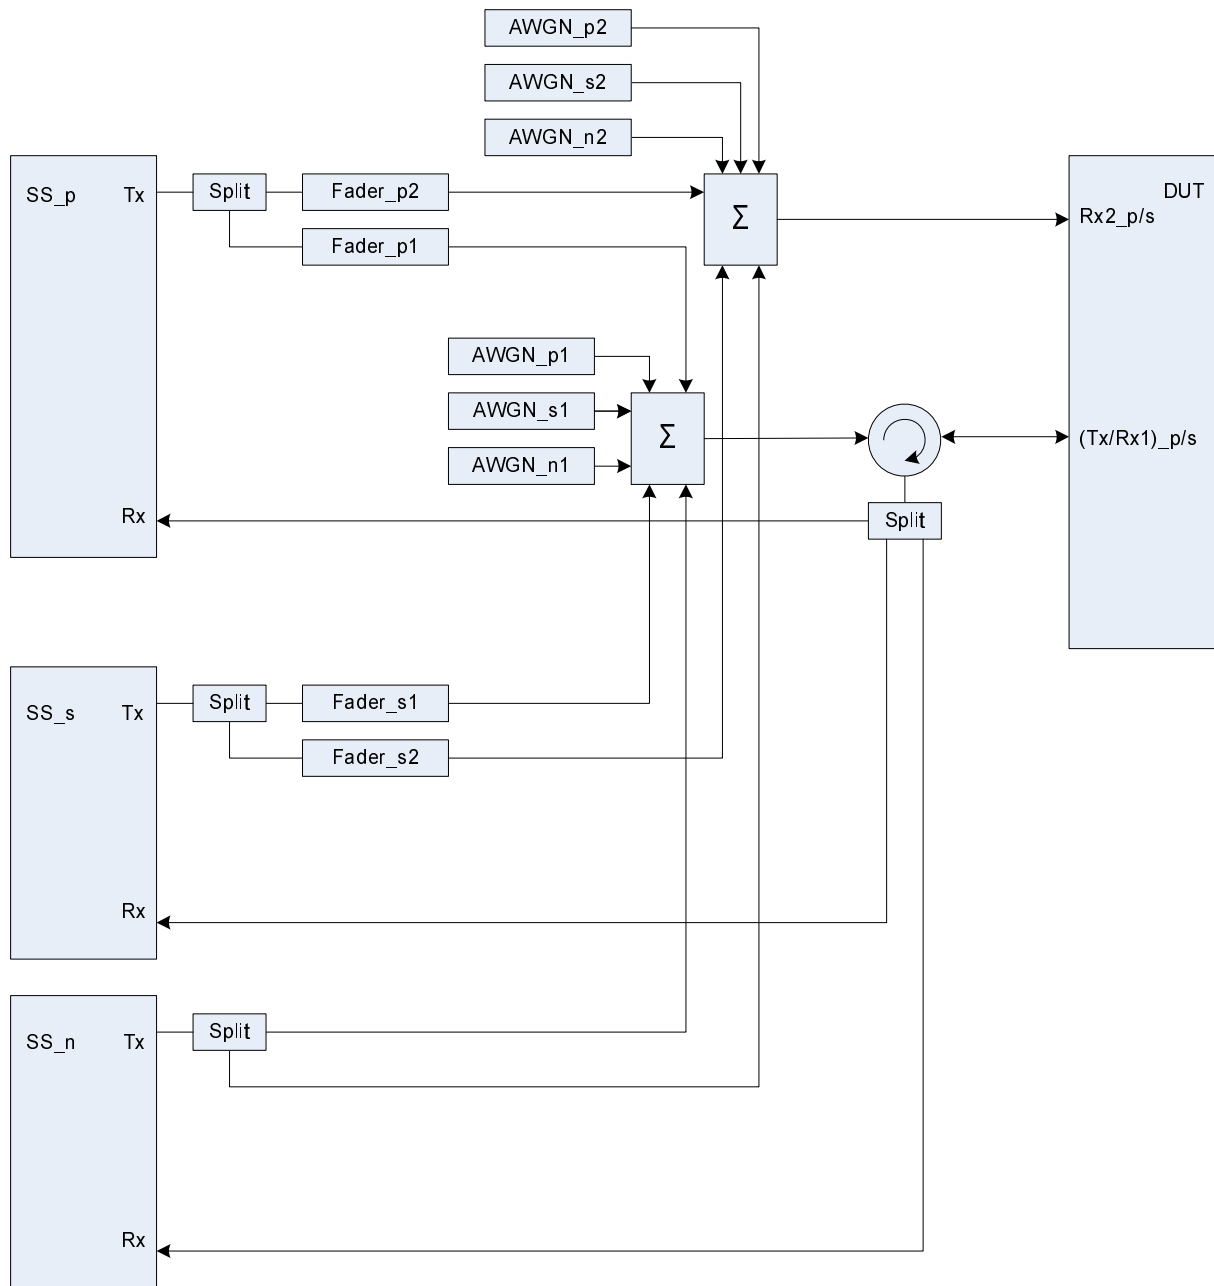 AWGN_p2
AWGN_s2
AWGN_n2
SS_p Tx
Split
Fader_p2
Fader_p1
Σ
DUT
Rx2_p/s
AWGN_p1
AWGN_s1
AWGN_n1
Σ
(Tx/Rx1)_p/s
Rx
Split
SS_s Tx
Split
Fader_s1
Fader_s2
Rx
SS_n Tx
Split
Rx